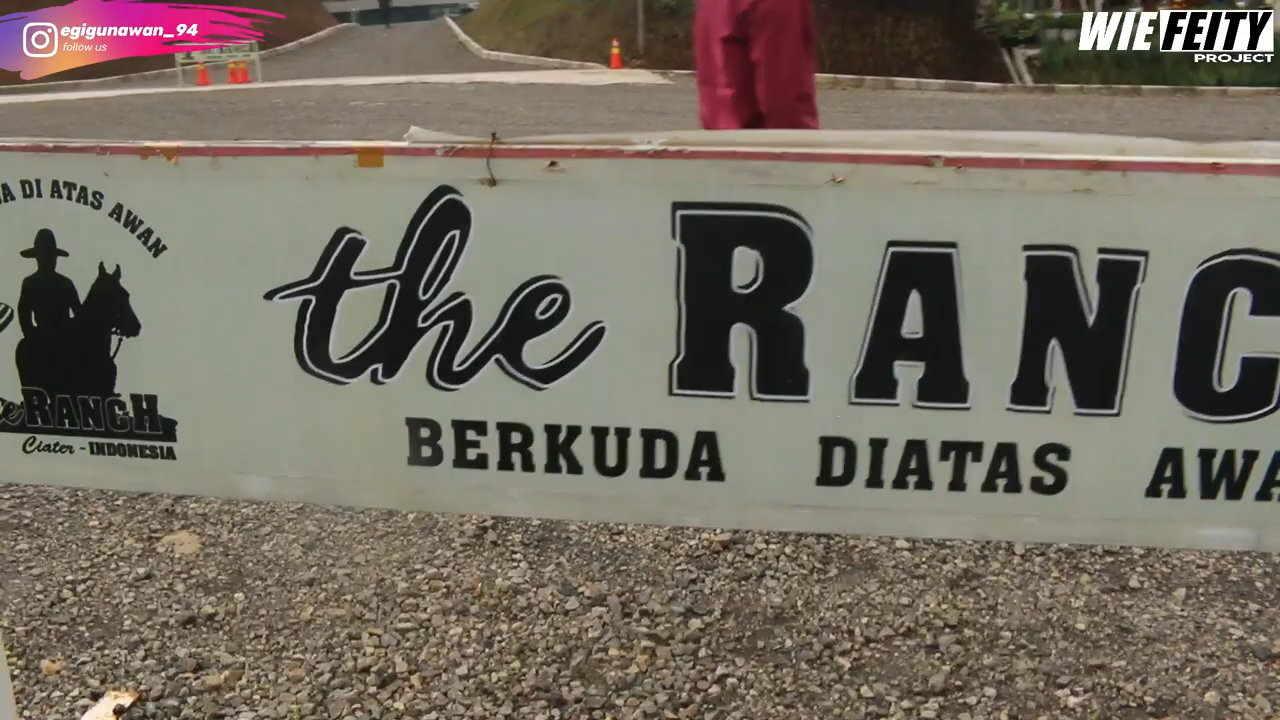 egigunawan_94
follow us
WIE FEITY
PROJECT
DI ATAS AWAN
the RANC
BERKUDA DIATAS AWA
RANCH
Ciater - INDONESIA